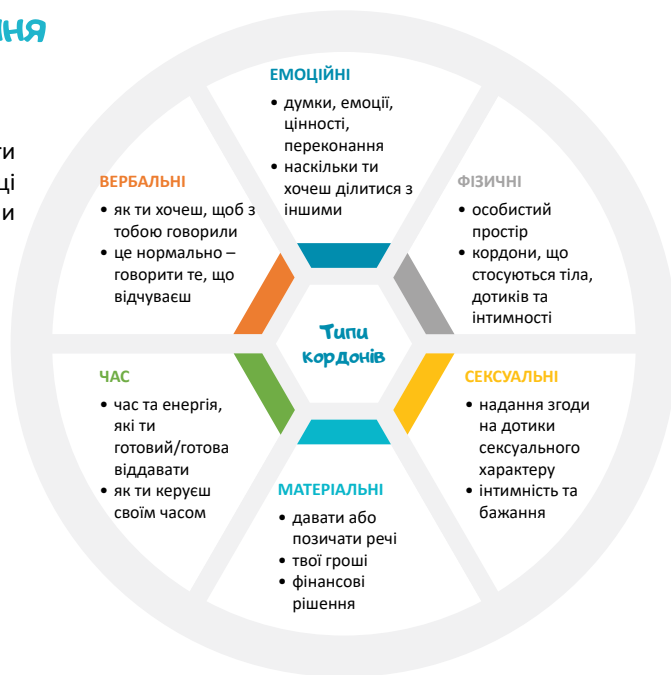 ЕМОЦІЙНІ
• думки, емоції,
цінності,
переконання
• наскільки ти
хочеш ділитися з
іншими
ВЕРБАЛЬНІ
• як ти хочеш, щоб з
тобою говорили
• це нормально –
говорити те, що
відчуваєш
ФІЗИЧНІ
• особистий
простір
• кордони, що
стосуються тіла,
дотиків та
інтимності
Типи
кордонів
ЧАС
• час та енергія,
які ти
готовий/готова
віддавати
• як ти керуєш
своїм часом
СЕКСУАЛЬНІ
• надання згоди
на дотики
сексуального
характеру
• інтимність та
бажання
МАТЕРІАЛЬНІ
• давати або
позичати речі
• твої гроші
• фінансові
рішення